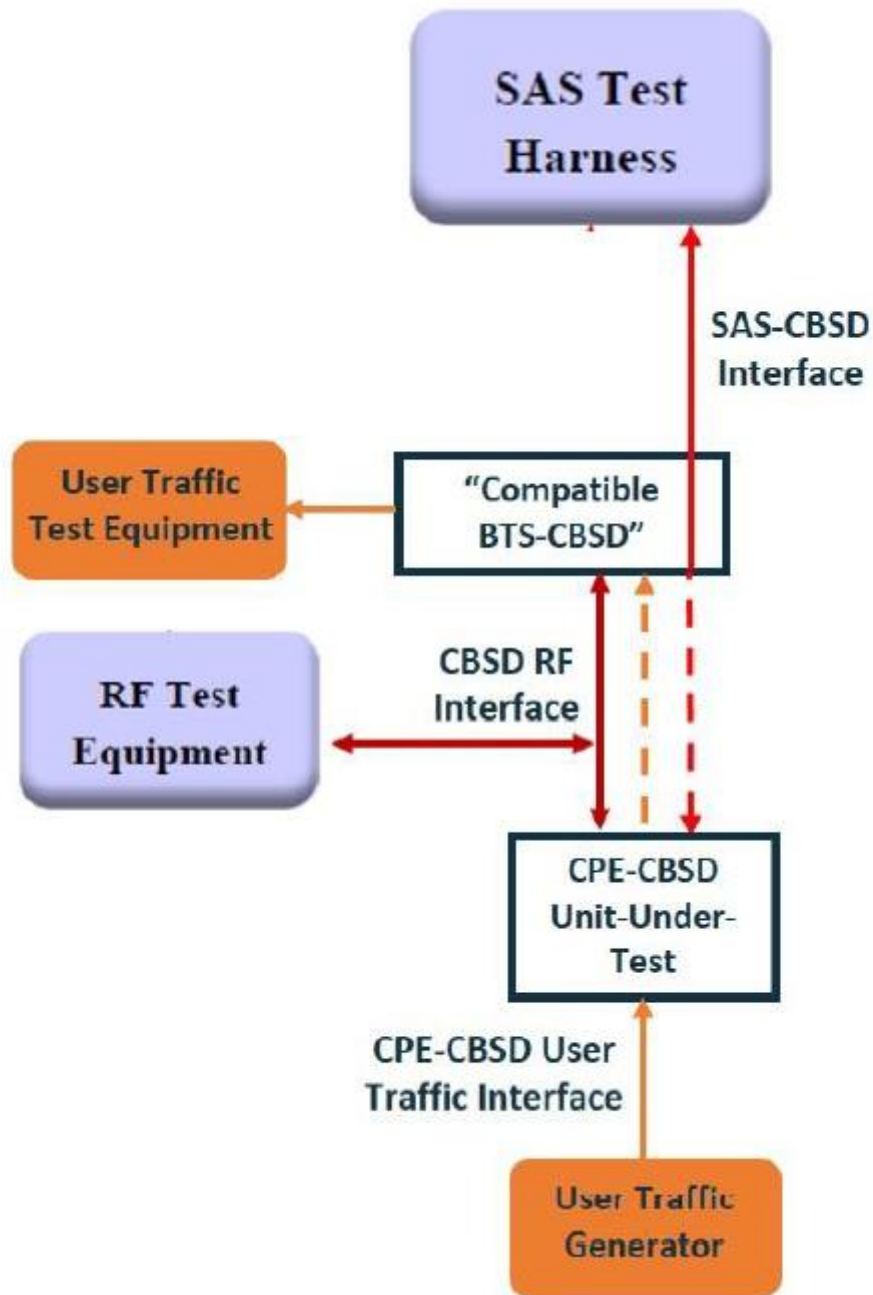 SAS Test
Harness
SAS-CBSD
Interface
User Traffic
Test Equipment
“Compatible
BTS-CBSD”
CBSD RF
Interface
RF Test
Equipment
CPE-CBSD
Unit-Under-
Test
CPE-CBSD User
Traffic Interface
User Traffic
Generator